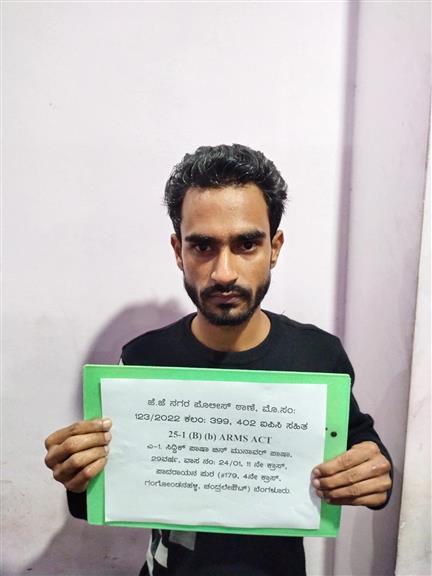 ಜೆ.ಜೆ ನಗರ ಪೊಲೀಸ್ ಠಾಣೆ, ಮೊ.ಸಂ:
123/2022 ಕಲಂ: 399, 402 ಐಪಿಸಿ ಸಹಿತ
25-1 (B) (b) ARMS ACT
ಎ-1. ಸಿದ್ದಿಕ್ ಪಾಷಾ ಬಿನ್ ಮುನಾವರ್ ಪಾಷಾ,
29ವರ್ಷ, ವಾಸ ನಂ: 24/01, 11 ನೇ ಕ್ರಾಸ್,
ಪಾದರಾಯನ ಪುರ (#179, 4ನೇ ಕ್ರಾಸ್,
ಗಂಗೋಂಡನಹಳ್ಳಿ, ಚಂದ್ರಲೇಔಟ್) ಬೆಂಗಳೂರು.